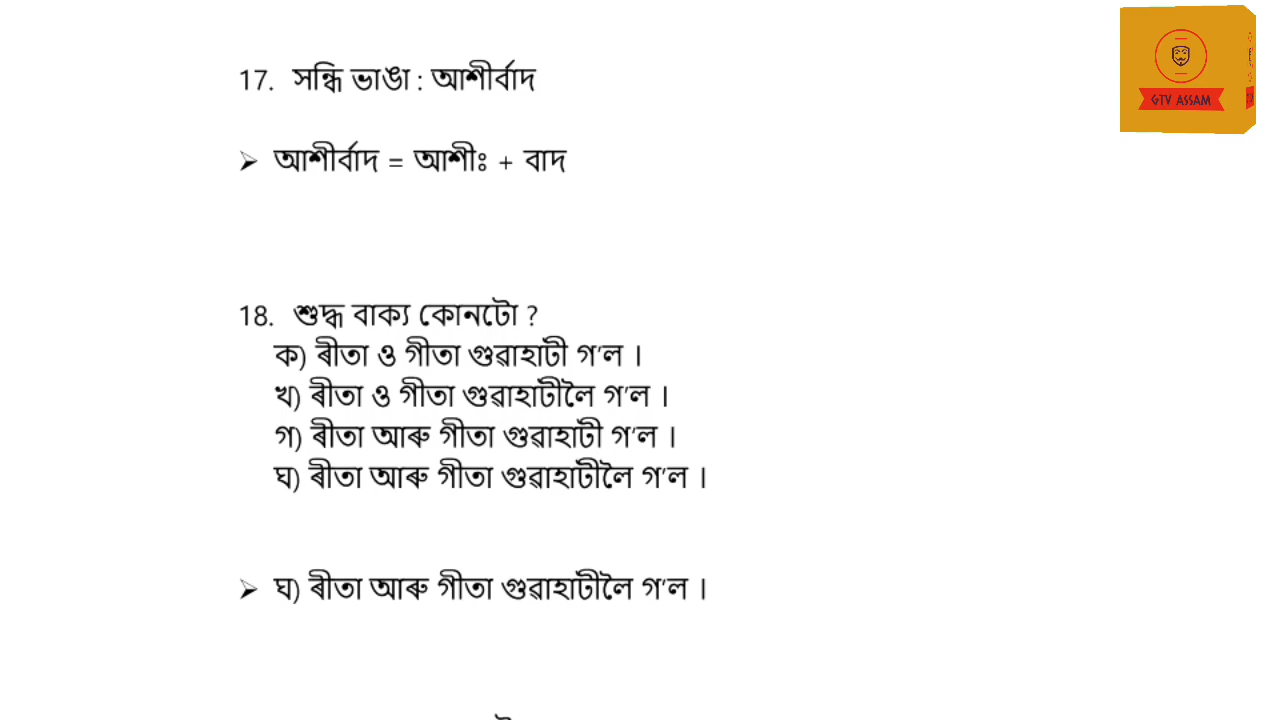 17. সন্ধি ভাঙা : আশীৰ্বাদ
➢ আশীৰ্বাদ = আশীঃ + বাদ
18. শুদ্ধ বাক্য কোনটো ?
ক) ৰীতা ও গীতা গুৱাহাটী গ'ল ।
খ) ৰীতা ও গীতা গুৱাহাটীলৈ গ'ল ।
গ) ৰীতা আৰু গীতা গুৱাহাটী গ'ল ।
ঘ) ৰীতা আৰু গীতা গুৱাহাটীলৈ গ'ল ।
➢ ঘ) ৰীতা আৰু গীতা গুৱাহাটীলৈ গ'ল ।
GTV ASSAM